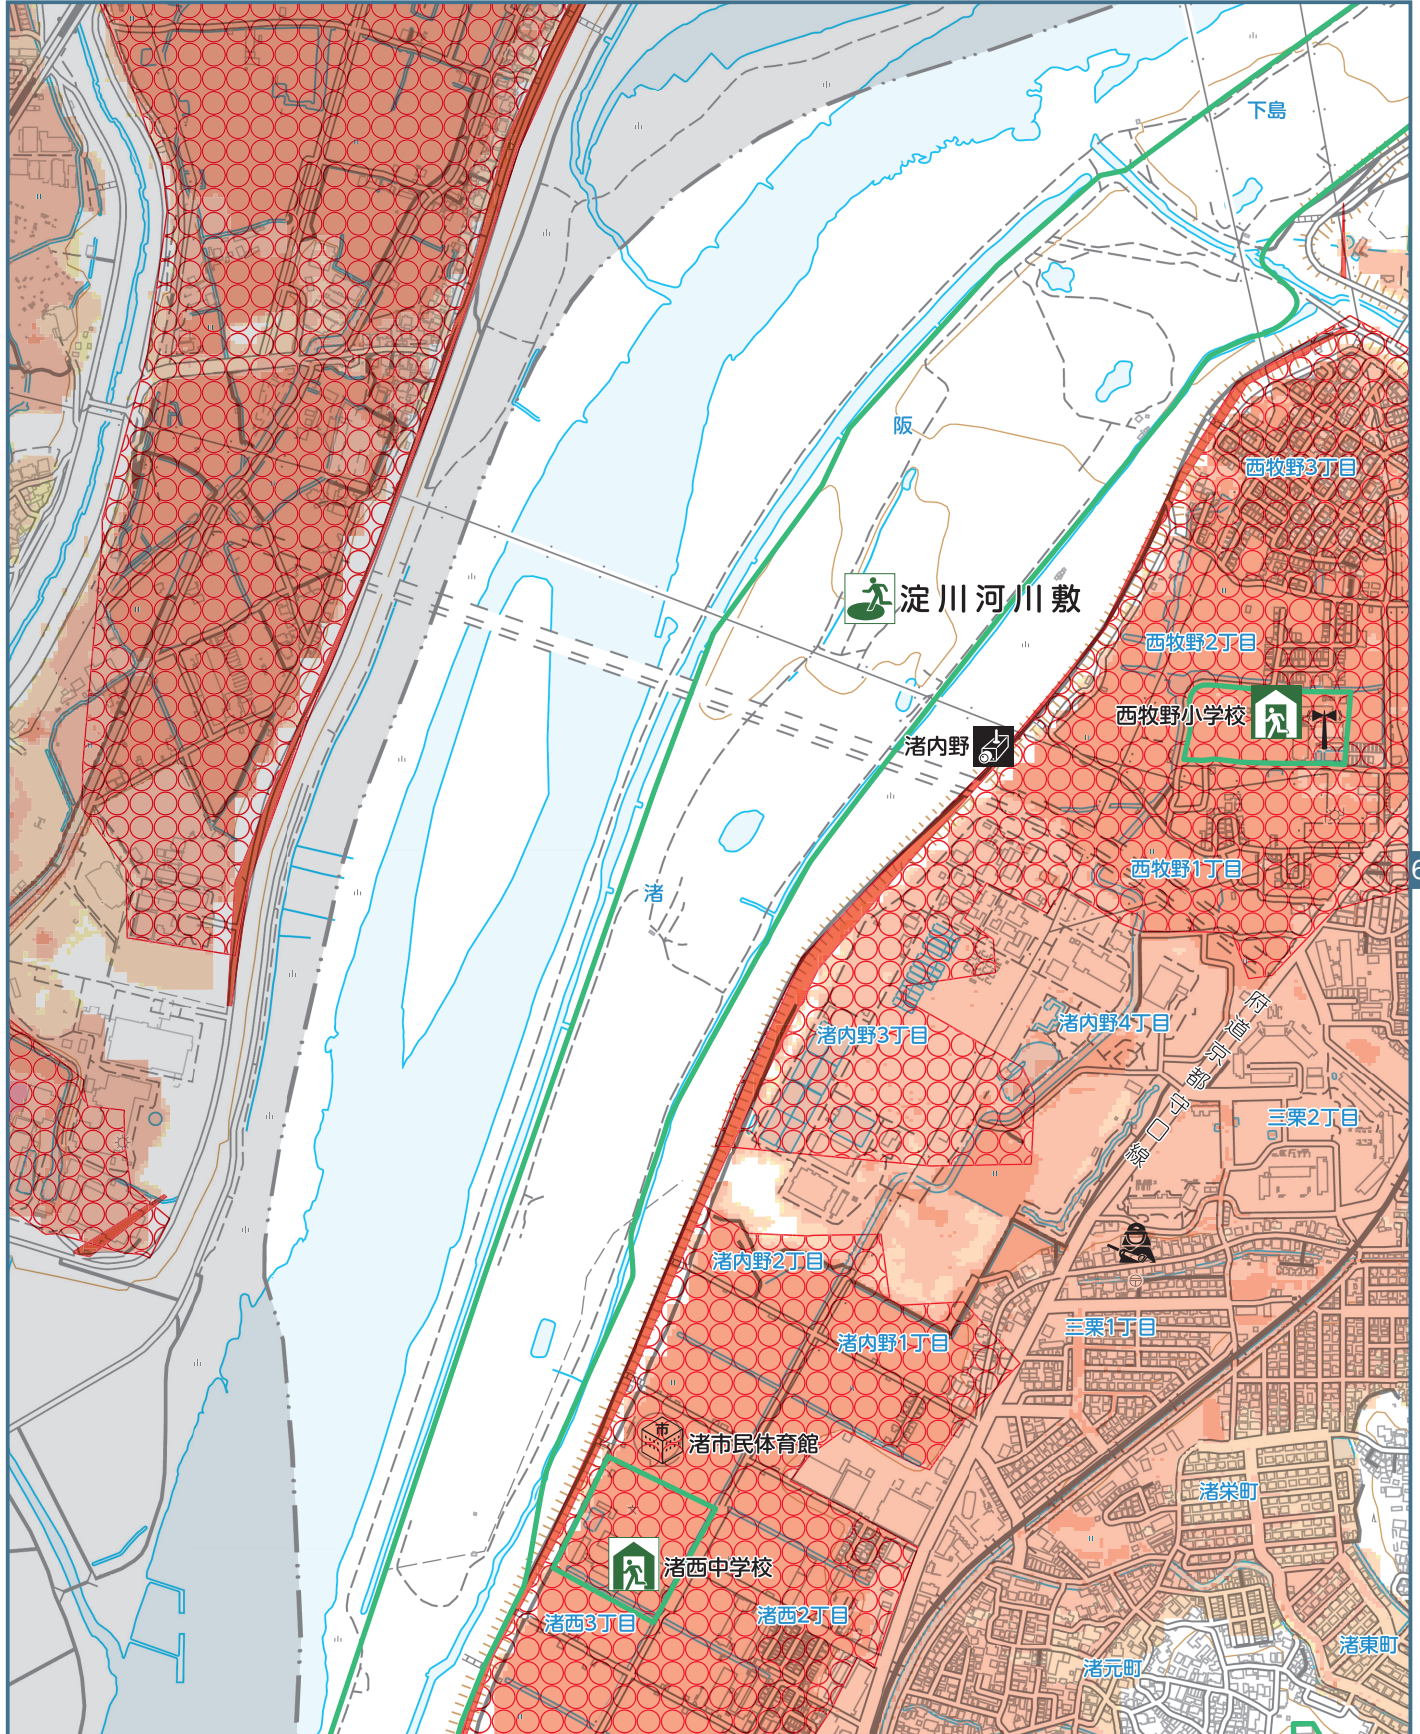 下島
阪
西牧野3丁目
淀川河川敷
西牧野2丁目
西牧野小学校
渚内野
西牧野1丁目
6
渚
渚内野3丁目
渚内野4丁目
府道京都守口線
三栗2丁目
渚内野2丁目
三栗1丁目
渚内野1丁目
市
渚市民体育館
渚栄町
渚西中学校
渚西3丁目
渚西2丁目
渚東町
渚元町